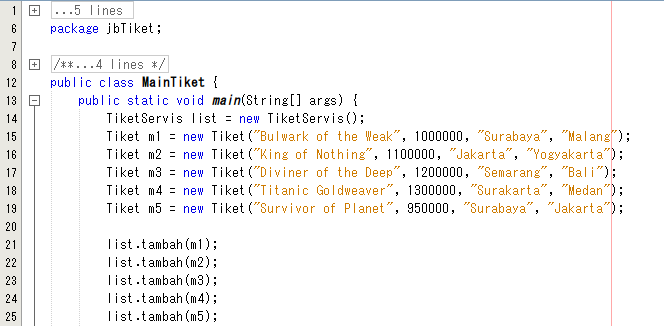 1 ...5 lines
6 package jbTiket;
7
8 /**...4 lines */
12 public class MainTiket {
13 public static void main(String[] args) {
14 TiketServis list = new TiketServis();
15 Tiket m1 = new Tiket("Bulwark of the Weak", 1000000, "Surabaya", "Malang");
16 Tiket m2 = new Tiket("King of Nothing", 1100000, "Jakarta", "Yogyakarta");
17 Tiket m3 = new Tiket("Diviner of the Deep", 1200000, "Semarang", "Bali");
18 Tiket m4 = new Tiket("Titanic Goldweaver", 1300000, "Surakarta", "Medan");
19 Tiket m5 = new Tiket("Survivor of Planet", 950000, "Surabaya", "Jakarta");
20
21 list.tambah(m1);
22 list.tambah(m2);
23 list.tambah(m3);
24 list.tambah(m4);
25 list.tambah(m5);